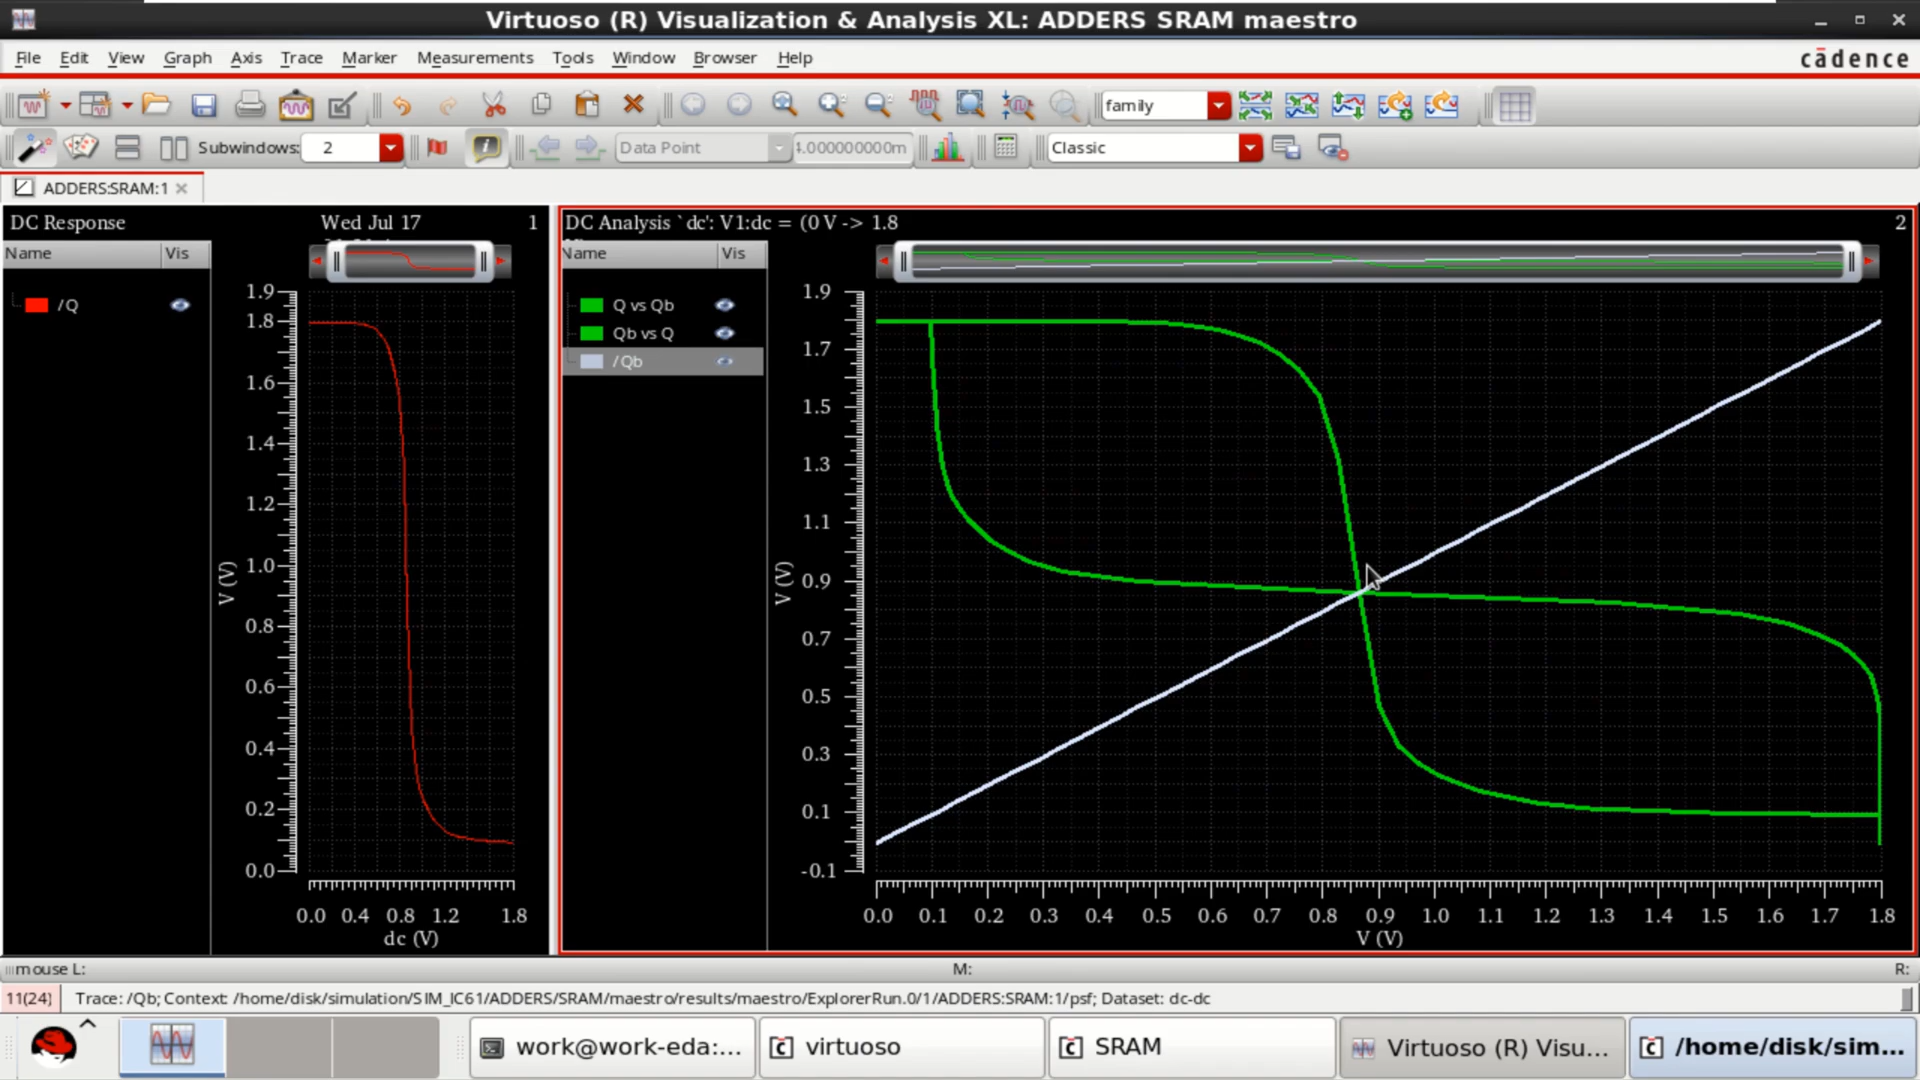 Virtuoso (R) Visualization & Analysis XL: ADDERS SRAM maestro
File Edit View Graph Axis Trace Marker Measurements Tools Window Browser Help
cādence
family
Subwindows: 2
Data Point
1.000000000m
Classic
ADDERS:SRAM:1
DC Response
Wed Jul 17
1
Name Vis
/Q
1.9
1.8
1.6
1.4
1.2
1.0
0.8
0.6
0.4
0.2
0.0
V (V)
0.0 0.4 0.8 1.2 1.8
dc (V)
DC Analysis `dc': V1:dc = (0 V -> 1.8
2
Name Vis
Q vs Qb
Qb vs Q
/Qb
1.9
1.7
1.5
1.3
1.1
0.9
0.7
0.5
0.3
0.1
-0.1
V (V)
0.0 0.1 0.2 0.3 0.4 0.5 0.6 0.7 0.8 0.9 1.0 1.1 1.2 1.3 1.4 1.5 1.6 1.7 1.8
V (V)
mouse L: M: R:
11(24) Trace: /Qb; Context: /home/disk/simulation/SIM_IC61/ADDERS/SRAM/maestro/results/maestro/ExplorerRun.0/1/ADDERS:SRAM:1/psf; Dataset: dc-dc
work@work-eda:...
virtuoso
SRAM
Virtuoso (R) Visu...
/home/disk/sim...